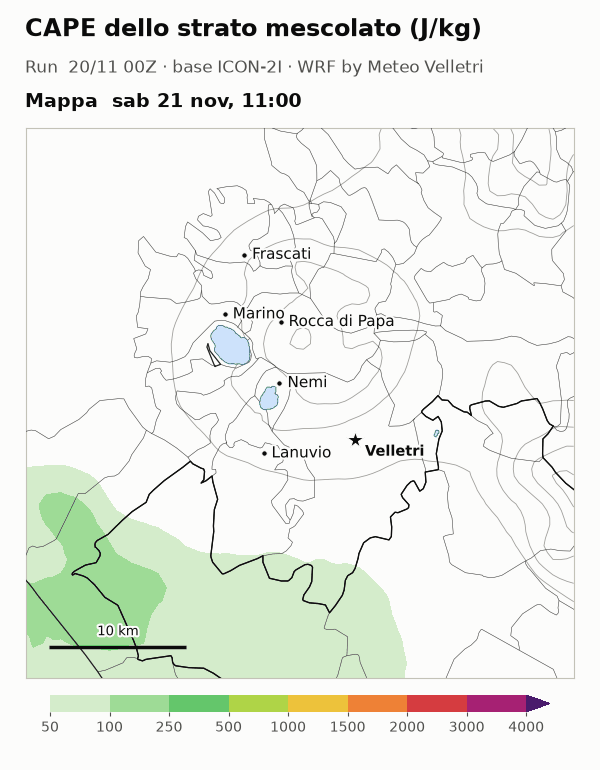 CAPE dello strato mescolato (J/kg)
Run  20/11 00Z · base ICON-2I · WRF by Meteo Velletri
Mappa  sab 21 nov, 11:00
Frascati
Marino
Rocca di Papa
Nemi
Velletri
Lanuvio
10 km
50 100 250 500 1000 1500 2000 3000 4000